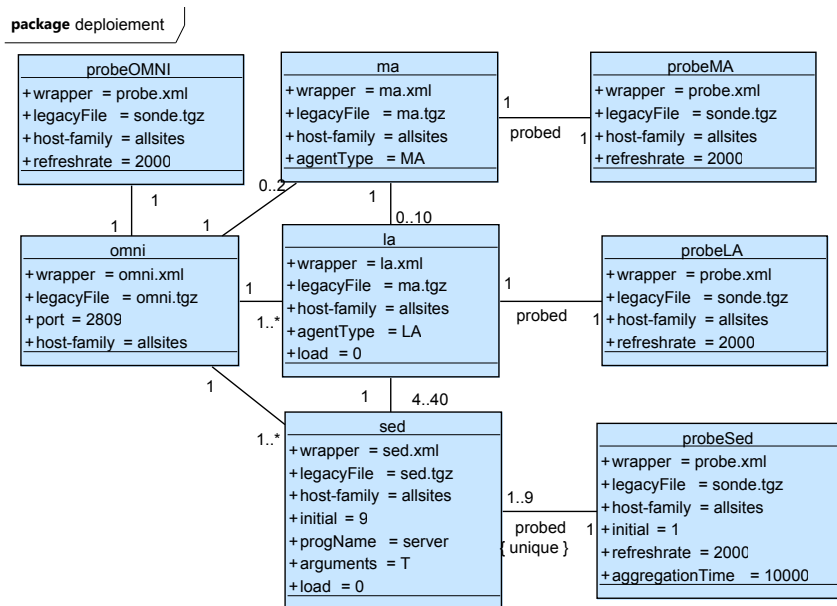 package deploiement
probeOMNI
+wrapper = probe.xml
+legacyFile = sonde.tgz
+host-family = allsites
+refreshrate = 2000
ma
+wrapper = ma.xml
+legacyFile = ma.tgz
+host-family = allsites
+agentType = MA
1
probed
1
probeMA
+wrapper = probe.xml
+legacyFile = sonde.tgz
+host-family = allsites
+refreshrate = 2000
1
1
0..2
1
1
0..10
omni
+wrapper = omni.xml
+legacyFile = omni.tgz
+port = 2809
+host-family = allsites
1
1..*
la
+wrapper = la.xml
+legacyFile = ma.tgz
+host-family = allsites
+agentType = LA
+load = 0
1
probed
1
probeLA
+wrapper = probe.xml
+legacyFile = sonde.tgz
+host-family = allsites
+refreshrate = 2000
1
1..*
1
4..40
sed
+wrapper = sed.xml
+legacyFile = sed.tgz
+host-family = allsites
+initial = 9
+progName = server
+arguments = T
+load = 0
1..9
probed
{ unique }
1
probeSed
+wrapper = probe.xml
+legacyFile = sonde.tgz
+host-family = allsites
+initial = 1
+refreshrate = 2000
+aggregationTime = 10000